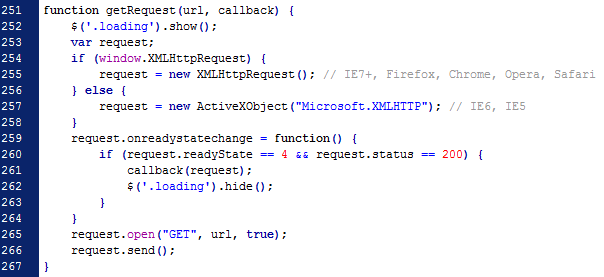 251 function getRequest(url, callback) {
252     $('.loading').show();
253     var request;
254     if (window.XMLHttpRequest) {
255         request = new XMLHttpRequest(); // IE7+, Firefox, Chrome, Opera, Safari
256     } else {
257         request = new ActiveXObject("Microsoft.XMLHTTP"); // IE6, IE5
258     }
259     request.onreadystatechange = function() {
260         if (request.readyState == 4 && request.status == 200) {
261             callback(request);
262             $('.loading').hide();
263         }
264     }
265     request.open("GET", url, true);
266     request.send();
267 }